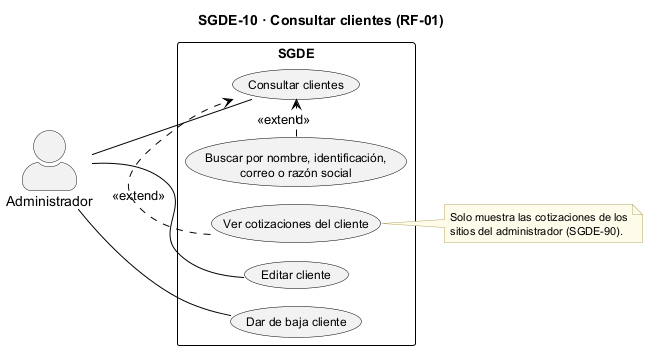 SGDE-10 · Consultar clientes (RF-01)
SGDE
Consultar clientes
«extend»
Buscar por nombre, identificación,
correo o razón social
Administrador
«extend»
Ver cotizaciones del cliente
Solo muestra las cotizaciones de los
sitios del administrador (SGDE-90).
Editar cliente
Dar de baja cliente